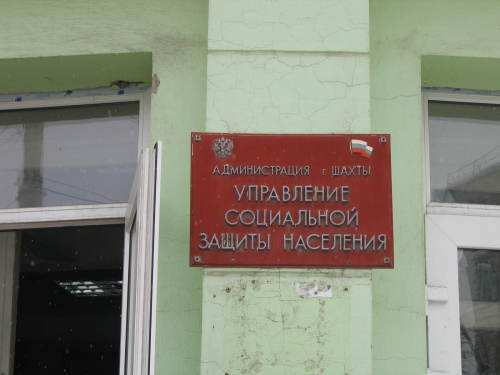 АДМИНИСТРАЦИЯ г. ШАХТЫ
УПРАВЛЕНИЕ
СОЦИАЛЬНОЙ
ЗАЩИТЫ НАСЕЛЕНИЯ